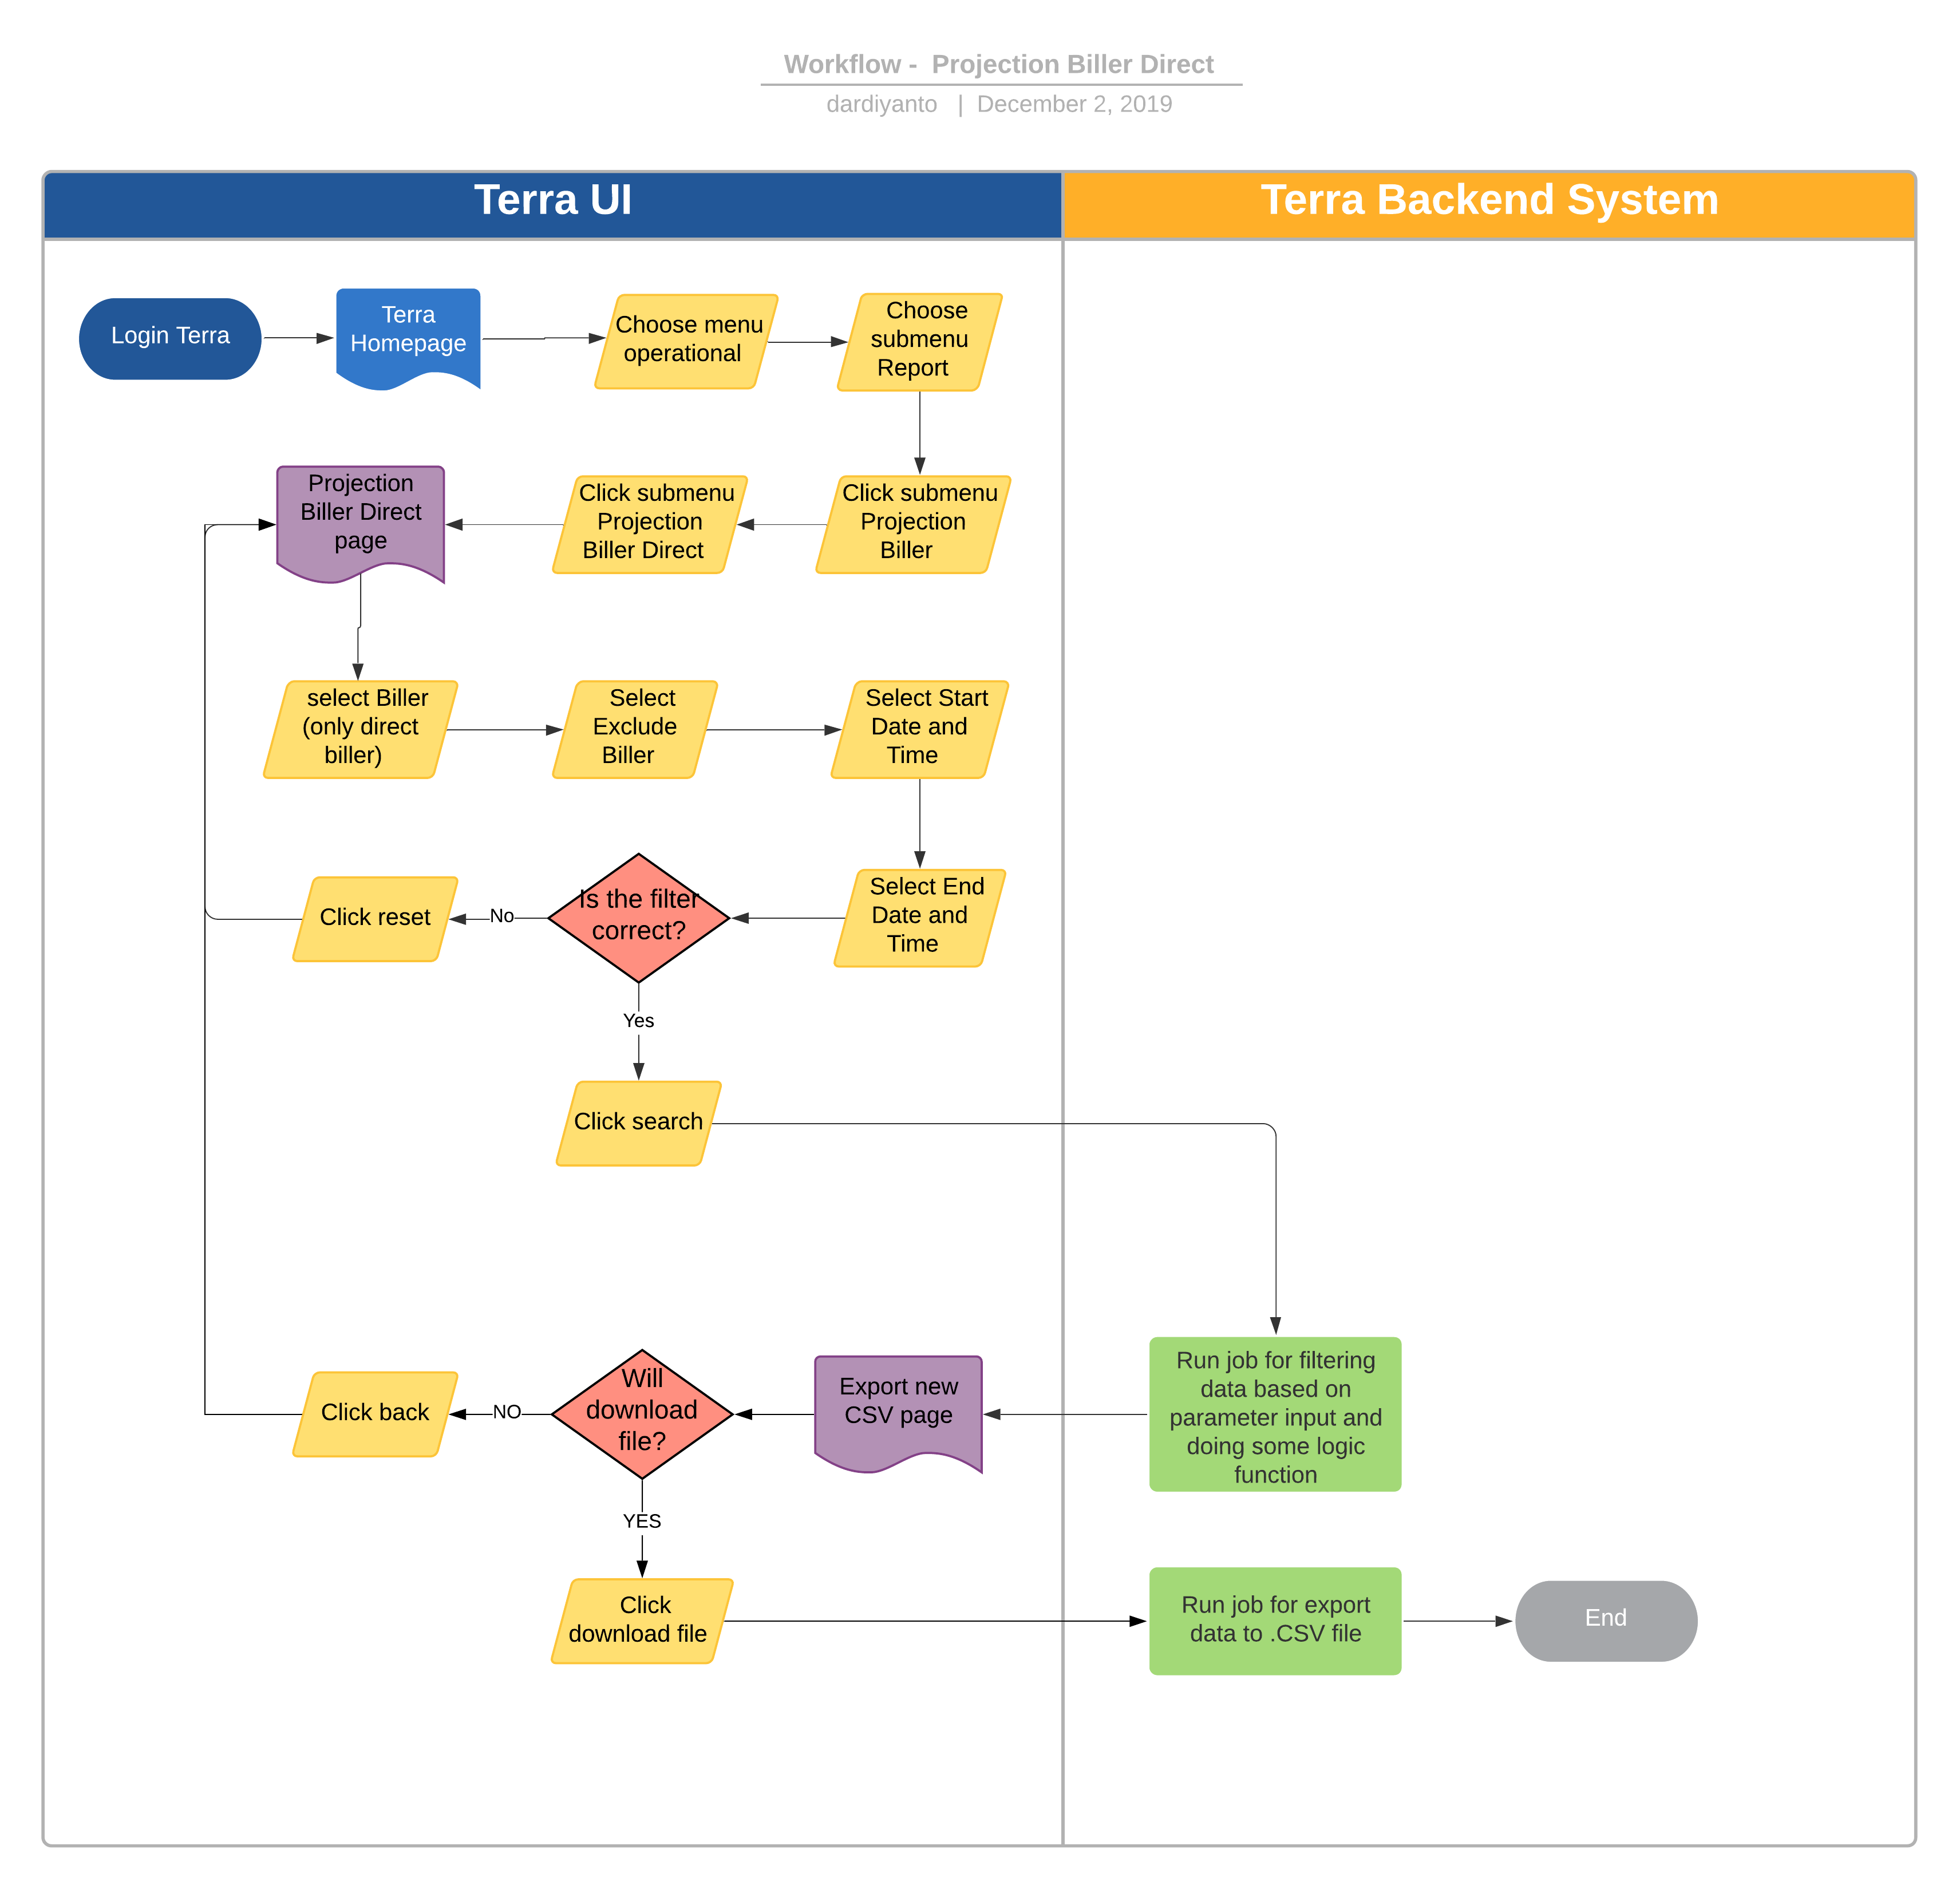 Workflow - Projection Biller Direct
dardiyanto | December 2, 2019
Terra UI
Terra Backend System
Login Terra
Terra
Homepage
Choose menu
operational
Choose
submenu
Report
Projection
Biller Direct
page
Click submenu
Projection
Biller Direct
Click submenu
Projection
Biller
select Biller
(only direct
biller)
Select
Exclude
Biller
Select Start
Date and
Time
Click reset
No
Is the filter
correct?
Select End
Date and
Time
Yes
Click search
Click back
NO
Will
download
file?
Export new
CSV page
Run job for filtering
data based on
parameter input and
doing some logic
function
YES
Click
download file
Run job for export
data to .CSV file
End